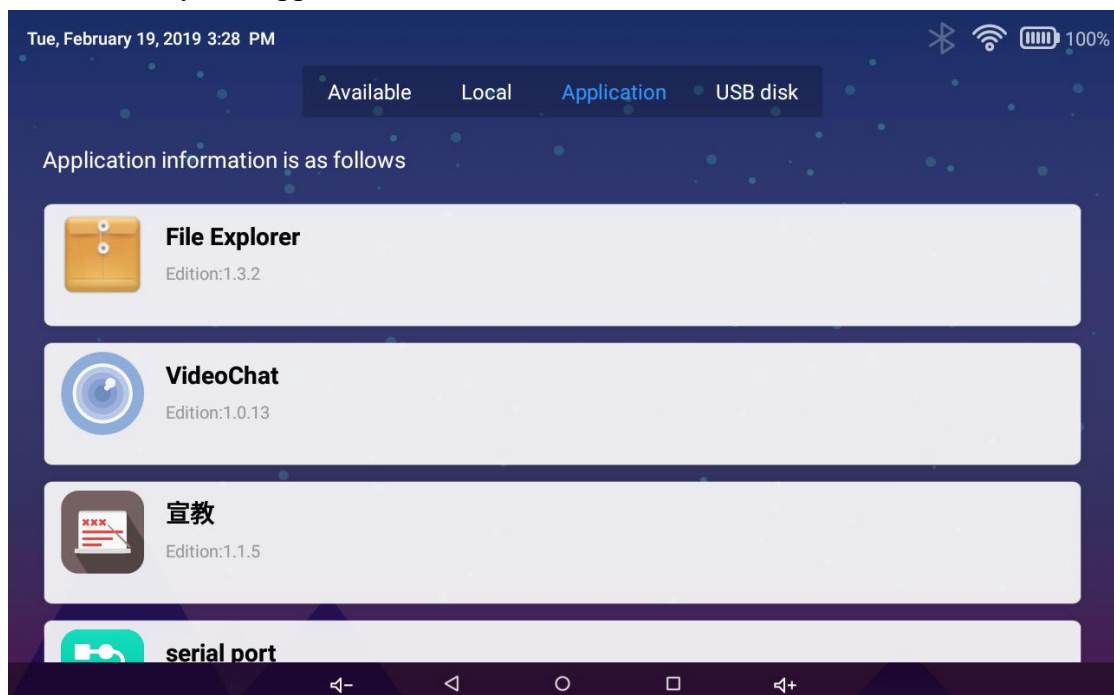 Tue, February 19, 2019 3:28 PM
100%
Available Local Application USB disk
Application information is as follows
File Explorer
Edition:1.3.2
VideoChat
Edition:1.0.13
xxx
宣教
Edition:1.1.5
serial port